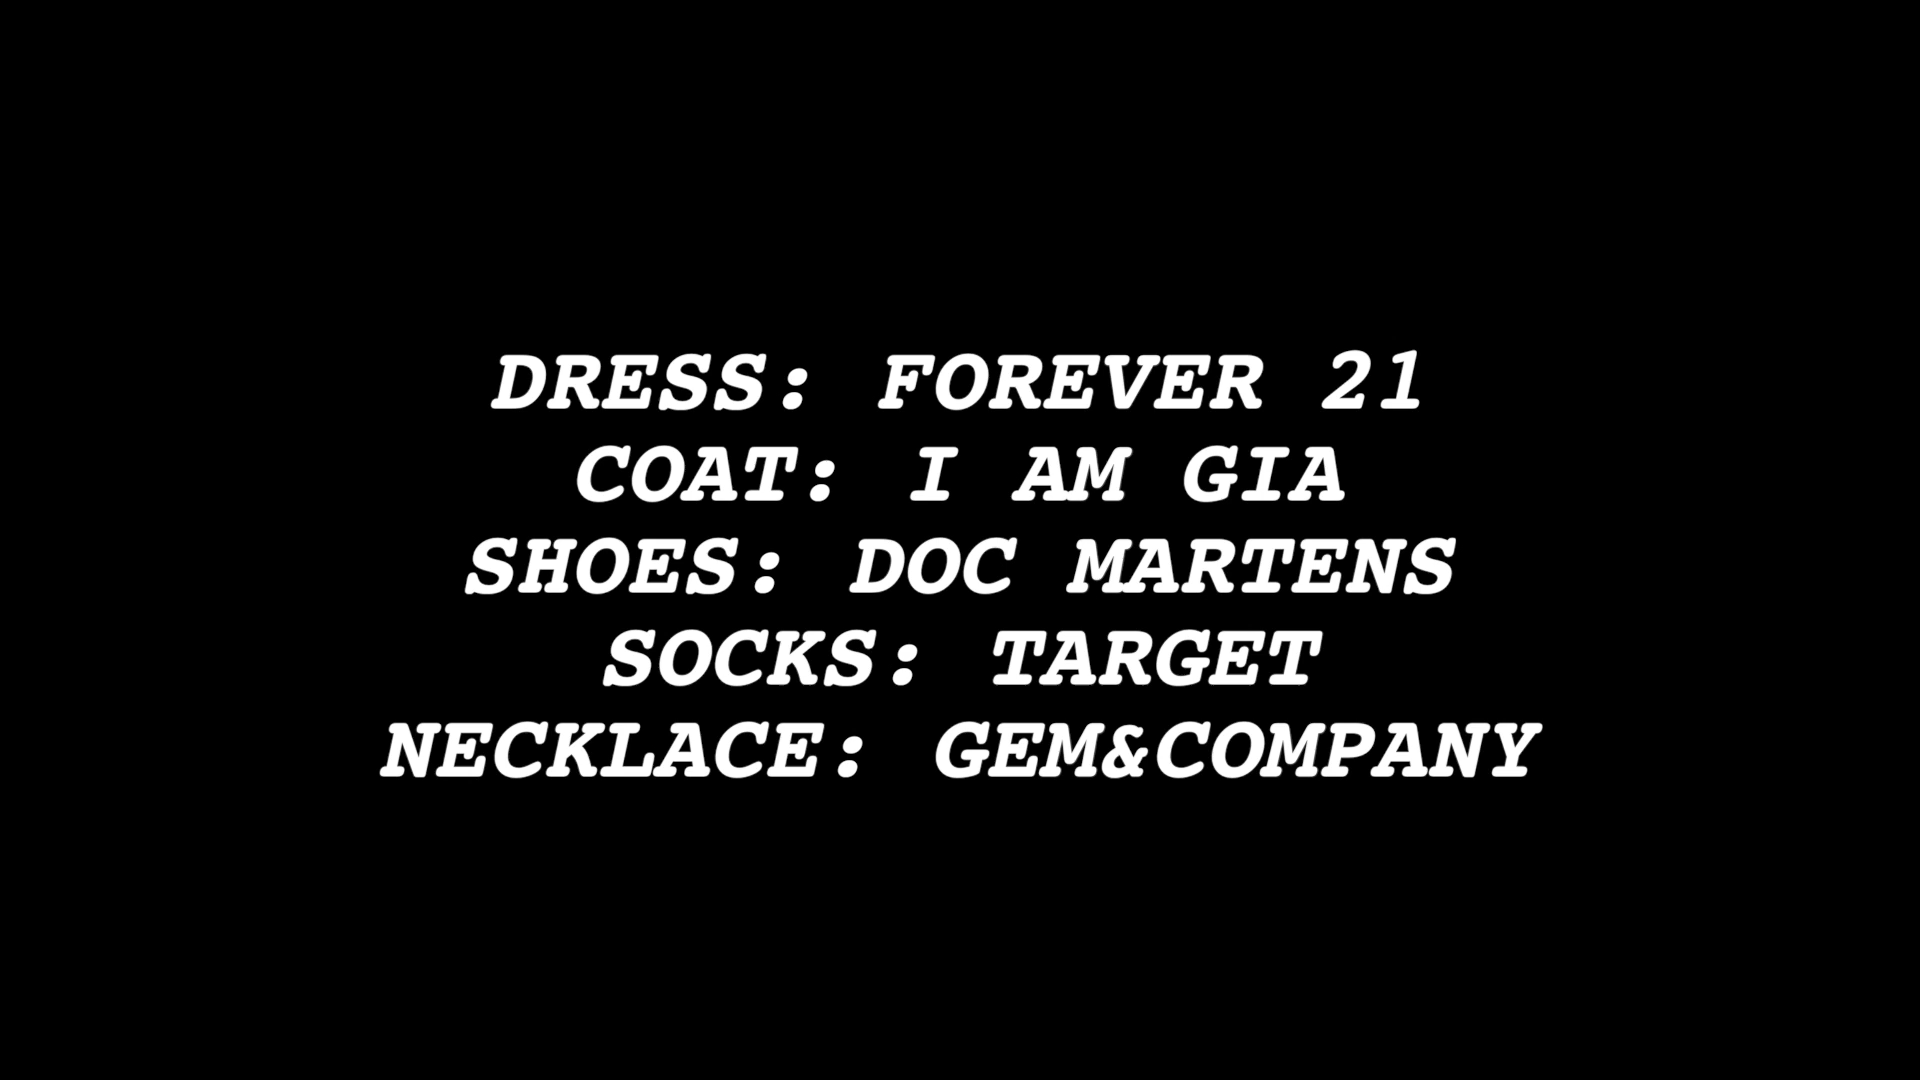 DRESS: FOREVER 21
COAT: I AM GIA
SHOES: DOC MARTENS
SOCKS: TARGET
NECKLACE: GEM&COMPANY